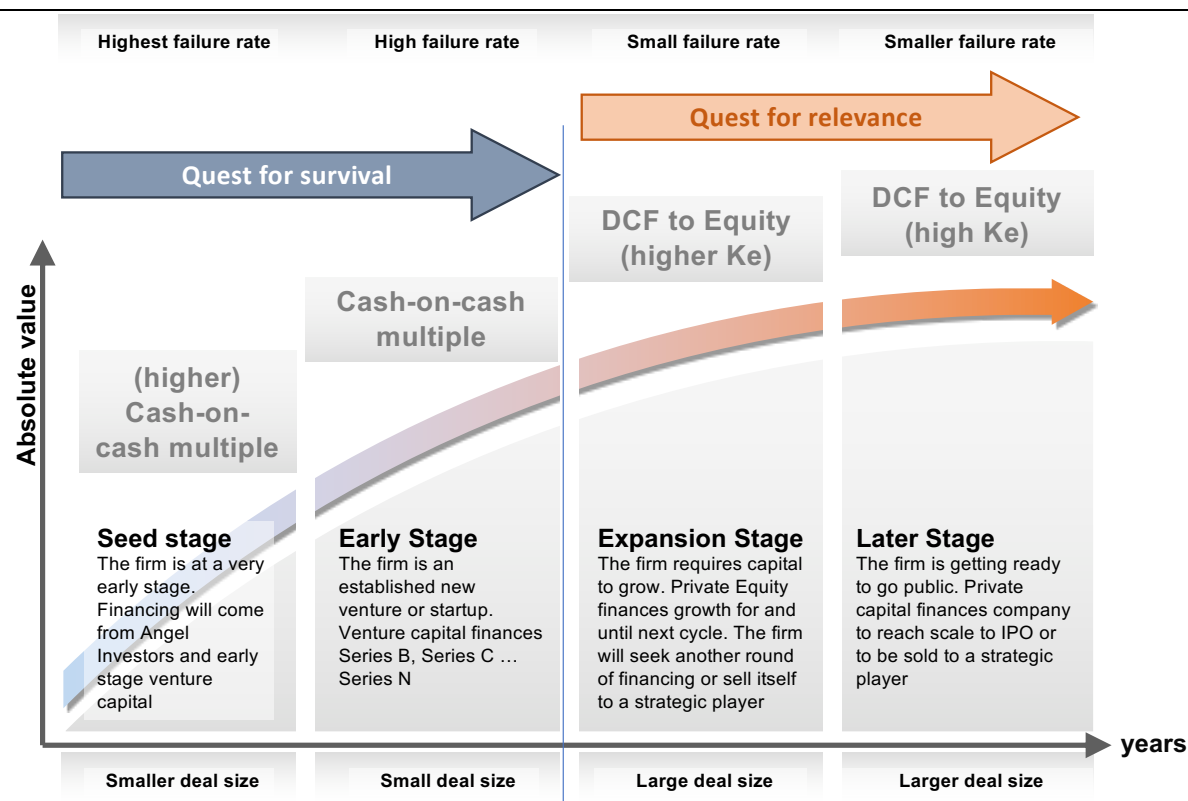 Highest failure rate
High failure rate
Small failure rate
Smaller failure rate
Quest for survival
Quest for relevance
(higher)
Cash-on-
cash multiple
Cash-on-cash
multiple
DCF to Equity
(higher Ke)
DCF to Equity
(high Ke)
Absolute value
Seed stage
The firm is at a very
early stage.
Financing will come
from Angel
Investors and early
stage venture
capital
Early Stage
The firm is an
established new
venture or startup.
Venture capital finances
Series B, Series C …
Series N
Expansion Stage
The firm requires capital
to grow. Private Equity
finances growth for and
until next cycle. The firm
will seek another round
of financing or sell itself
to a strategic player
Later Stage
The firm is getting ready
to go public. Private
capital finances company
to reach scale to IPO or
to be sold to a strategic
player
years
Smaller deal size
Small deal size
Large deal size
Larger deal size